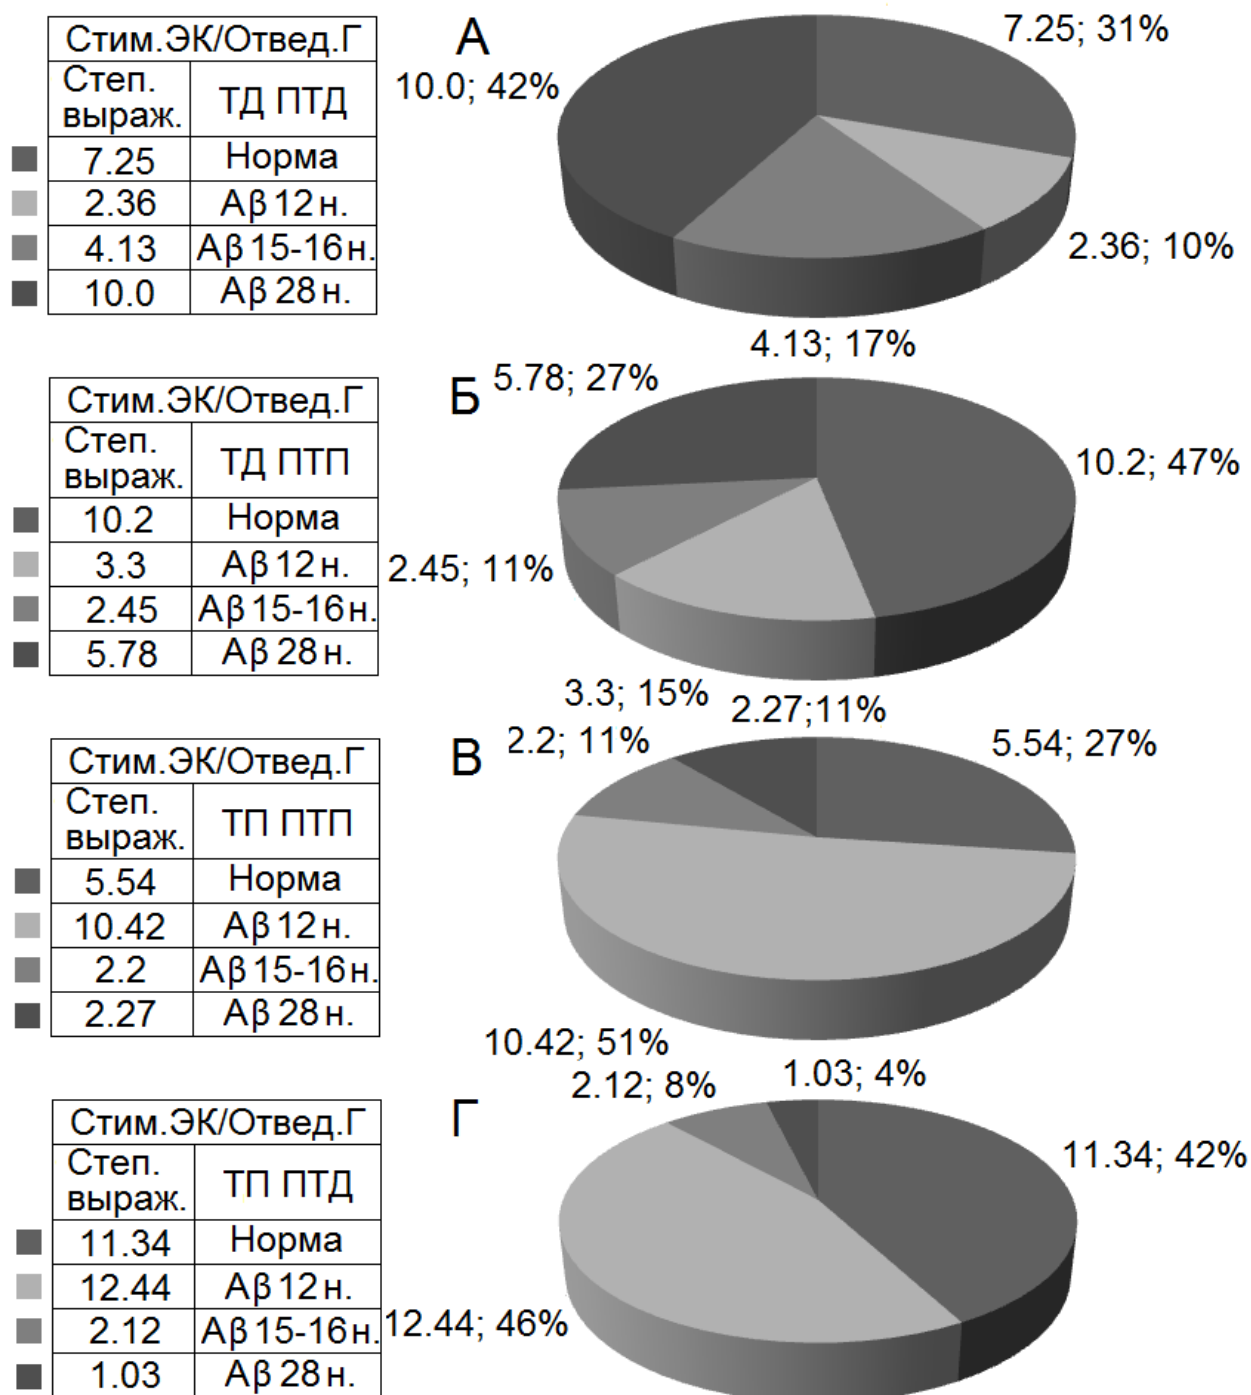 Стим.ЭК/Отвед.Г
Степ. выраж. ТД ПТД
7.25 Норма
2.36 Aβ 12 н.
4.13 Aβ 15-16 н.
10.0 Aβ 28 н.
А
7.25; 31%
10.0; 42%
2.36; 10%
4.13; 17%
Стим.ЭК/Отвед.Г
Степ. выраж. ТД ПТП
10.2 Норма
3.3 Aβ 12 н.
2.45 Aβ 15-16 н.
5.78 Aβ 28 н.
Б
5.78; 27%
10.2; 47%
2.45; 11%
3.3; 15%
Стим.ЭК/Отвед.Г
Степ. выраж. ТП ПТП
5.54 Норма
10.42 Aβ 12 н.
2.2 Aβ 15-16 н.
2.27 Aβ 28 н.
В
2.27;11%
2.2; 11%
5.54; 27%
10.42; 51%
Стим.ЭК/Отвед.Г
Степ. выраж. ТП ПТД
11.34 Норма
12.44 Aβ 12 н.
2.12 Aβ 15-16 н.
1.03 Aβ 28 н.
Г
2.12; 8%
1.03; 4%
11.34; 42%
12.44; 46%